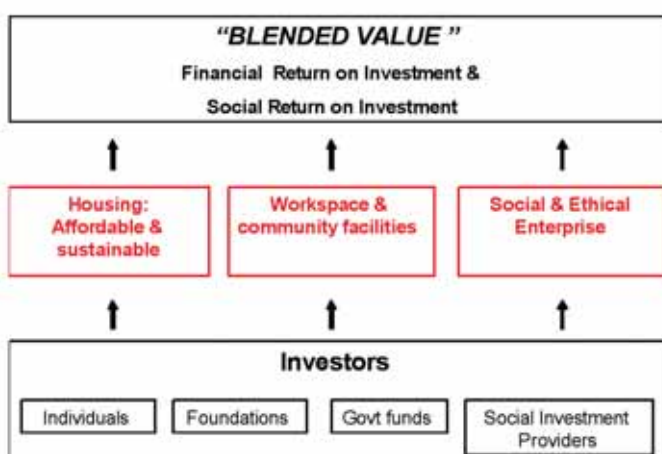 "BLENDED VALUE "
Financial Return on Investment &
Social Return on Investment
Housing:
Affordable &
sustainable
Workspace &
community facilities
Social & Ethical
Enterprise
Investors
Individuals
Foundations
Govt funds
Social Investment
Providers